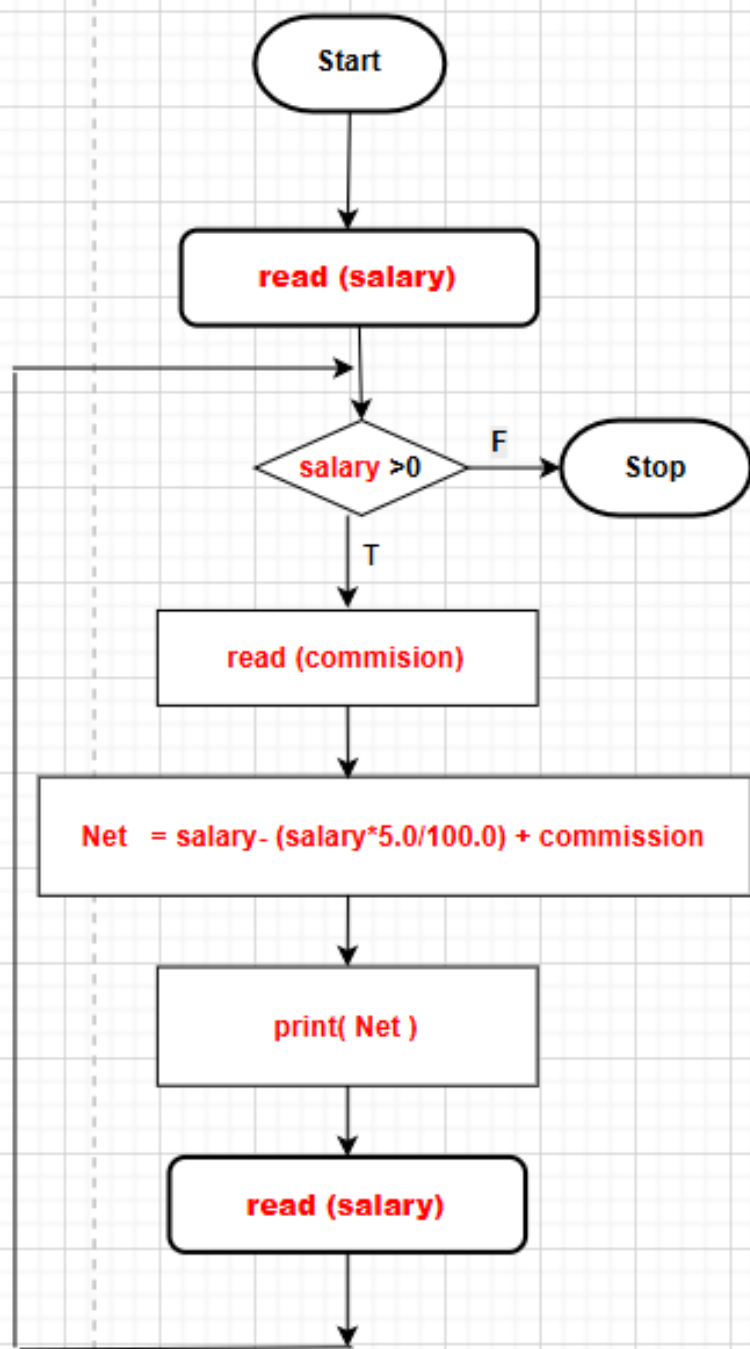 Start
read (salary)
salary >0
F
Stop
T
read (commision)
Net = salary- (salary*5.0/100.0) + commission
print( Net )
read (salary)